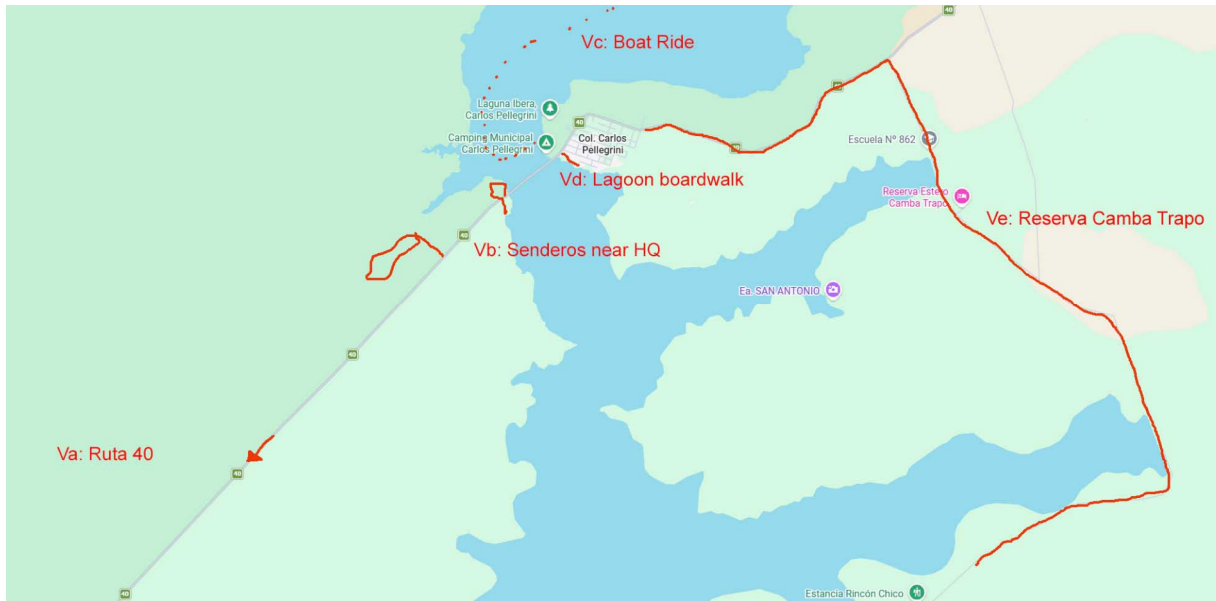 40
Vc: Boat Ride
40
Laguna Ibera,
Carlos Pellegrini
40
Camping Municipal
Carlos Pellegrini
Col. Carlos
Pellegrini
40
Escuela Nº 862
Vd: Lagoon boardwalk
Reserva Estero
Camba Trapo
Ve: Reserva Camba Trapo
40
Vb: Senderos near HQ
Ea. SAN ANTONIO
40
Va: Ruta 40
40
40
Estancia Rincón Chico